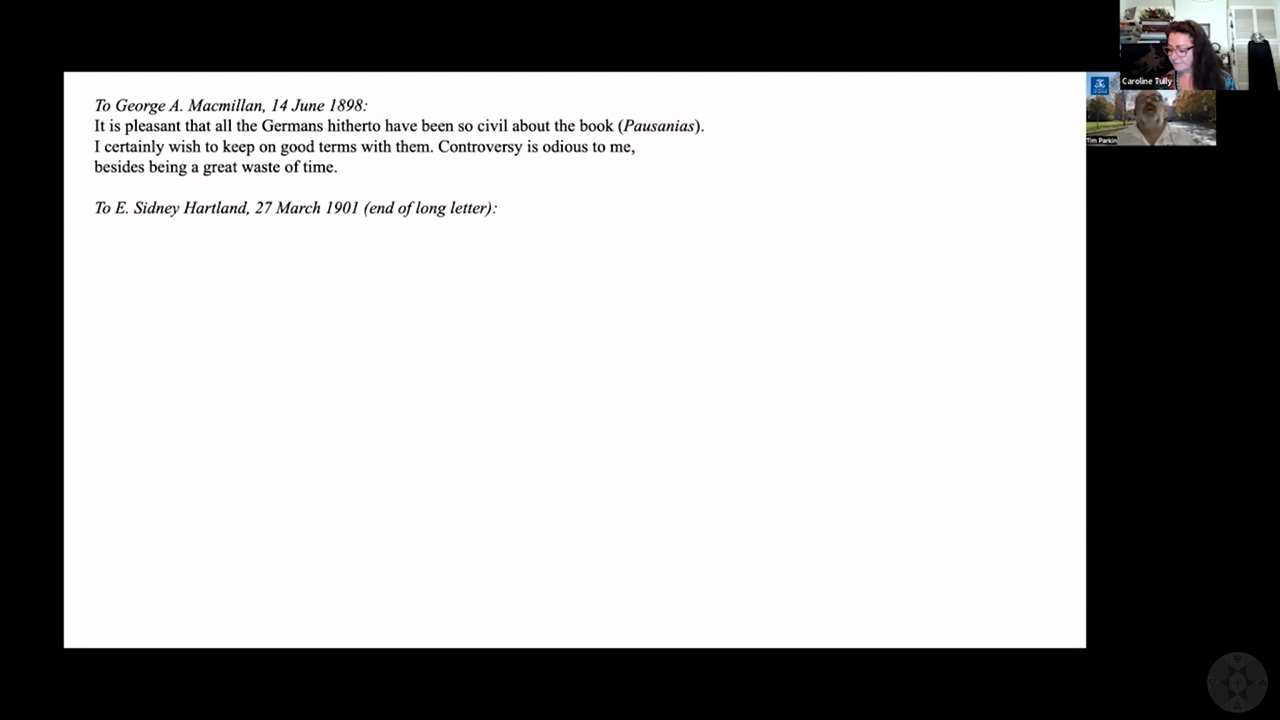 To George A. Macmillan, 14 June 1898:
It is pleasant that all the Germans hitherto have been so civil about the book (Pausanias).
I certainly wish to keep on good terms with them. Controversy is odious to me,
besides being a great waste of time.
To E. Sidney Hartland, 27 March 1901 (end of long letter):
Caroline Tully
Tim Parkin